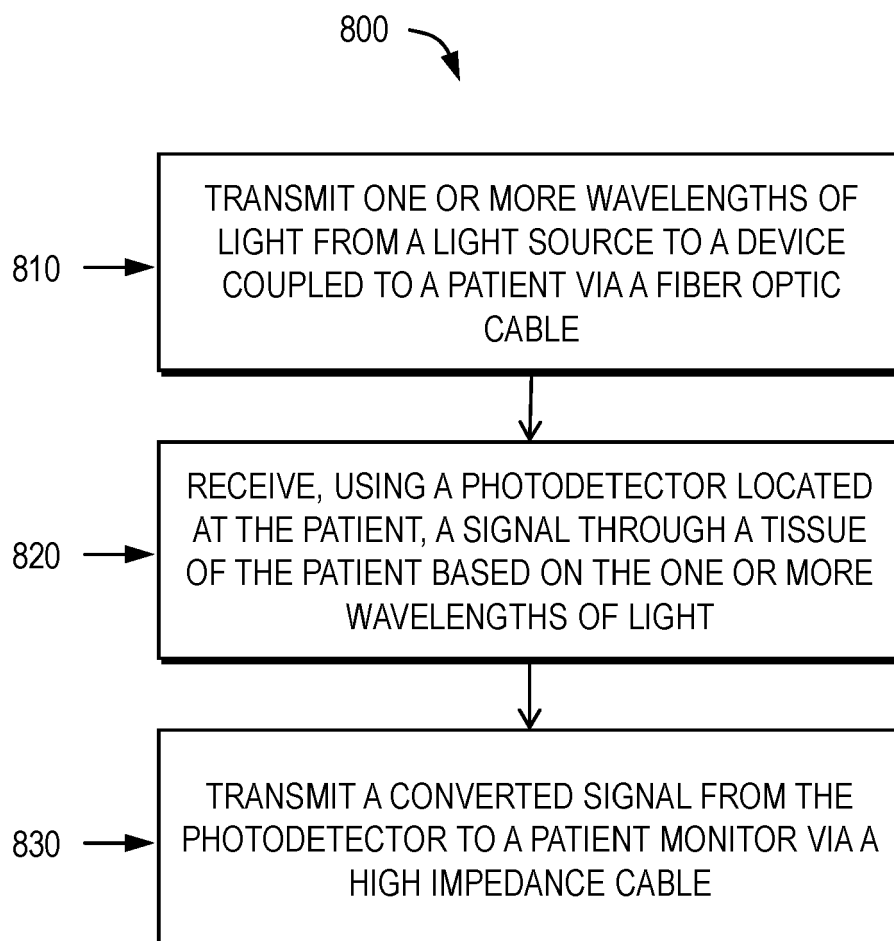 800
810
TRANSMIT ONE OR MORE WAVELENGTHS OF
LIGHT FROM A LIGHT SOURCE TO A DEVICE
COUPLED TO A PATIENT VIA A FIBER OPTIC
CABLE
820
RECEIVE, USING A PHOTODETECTOR LOCATED
AT THE PATIENT, A SIGNAL THROUGH A TISSUE
OF THE PATIENT BASED ON THE ONE OR MORE
WAVELENGTHS OF LIGHT
830
TRANSMIT A CONVERTED SIGNAL FROM THE
PHOTODETECTOR TO A PATIENT MONITOR VIA A
HIGH IMPEDANCE CABLE